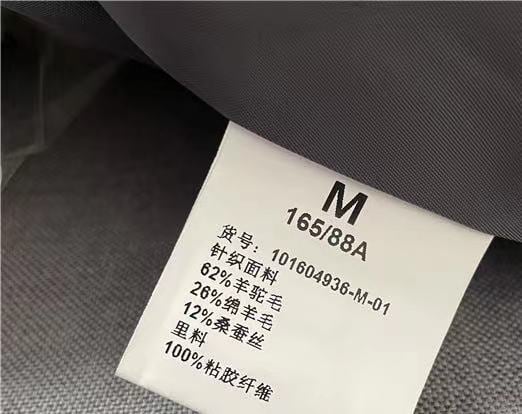 M
165/88A
货号：101604936-M-01
针织面料
62%羊驼毛
26%绵羊毛
12%桑蚕丝
里料
100%粘胶纤维